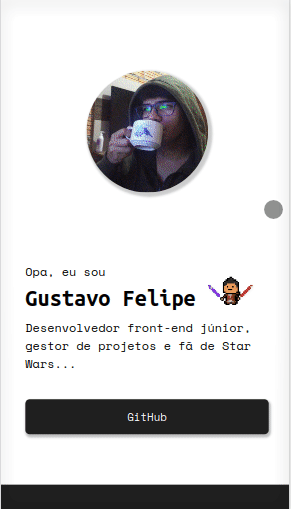 Opa, eu sou
Gustavo Felipe
Desenvolvedor front-end júnior,
gestor de projetos e fã de Star
Wars...
GitHub